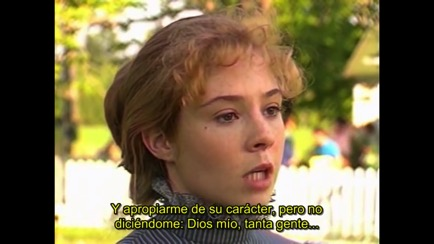 Y apropiarme de su carácter, pero no
diciéndome: Dios mío, tanta gente...